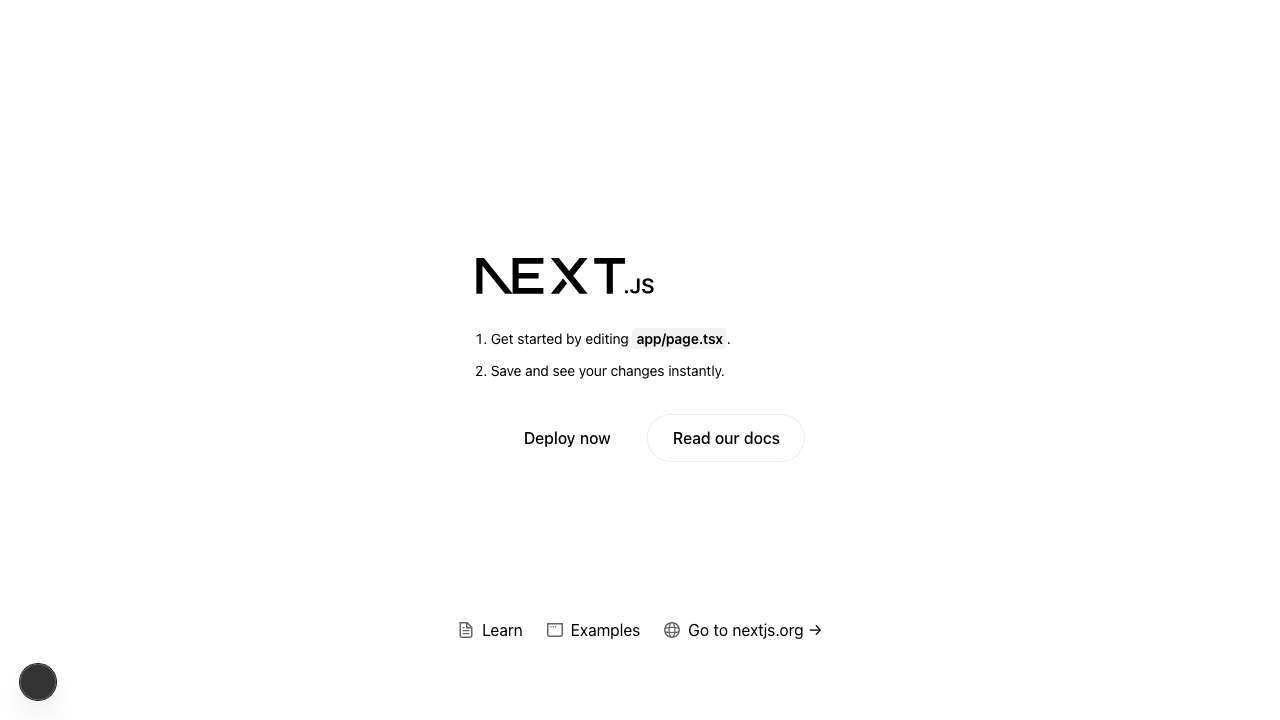 NEXT.JS
1. Get started by editing app/page.tsx.
2. Save and see your changes instantly.
Deploy now
Read our docs
Learn
Examples
Go to nextjs.org →